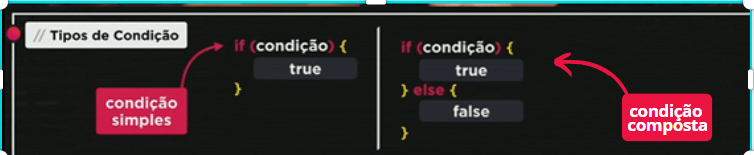 // Tipos de Condição
condição
simples
if (condição) {
true
}
if (condição) {
true
} else {
false
}
condição
composta